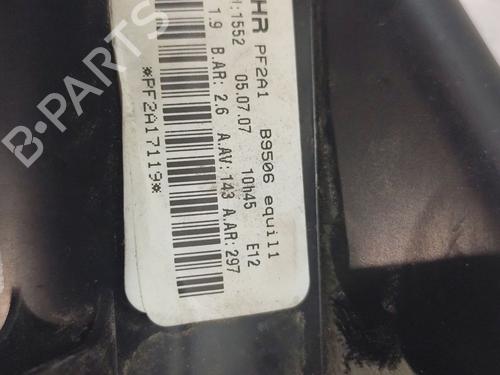 HR PF2A1 B9506 equil1
:1552 05.07.07 10h45 E12
1.9 B.AR: 2.6 A.AV: 143 A.AR: 297
*PF2A17119*
B-PARTS